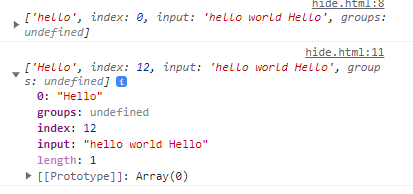 hide.html:8
['hello', index: 0, input: 'hello world Hello', groups:
undefined]
hide.html:11
['Hello', index: 12, input: 'hello world Hello', group
s: undefined] i
0: "Hello"
groups: undefined
index: 12
input: "hello world Hello"
length: 1
[[Prototype]]: Array(0)